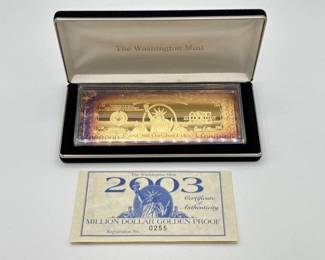 The Washington Mint
The Washington Mint
2003
Certificate
of
Authenticity
MILLION DOLLAR GOLDEN PROOF
Registration No. 0255